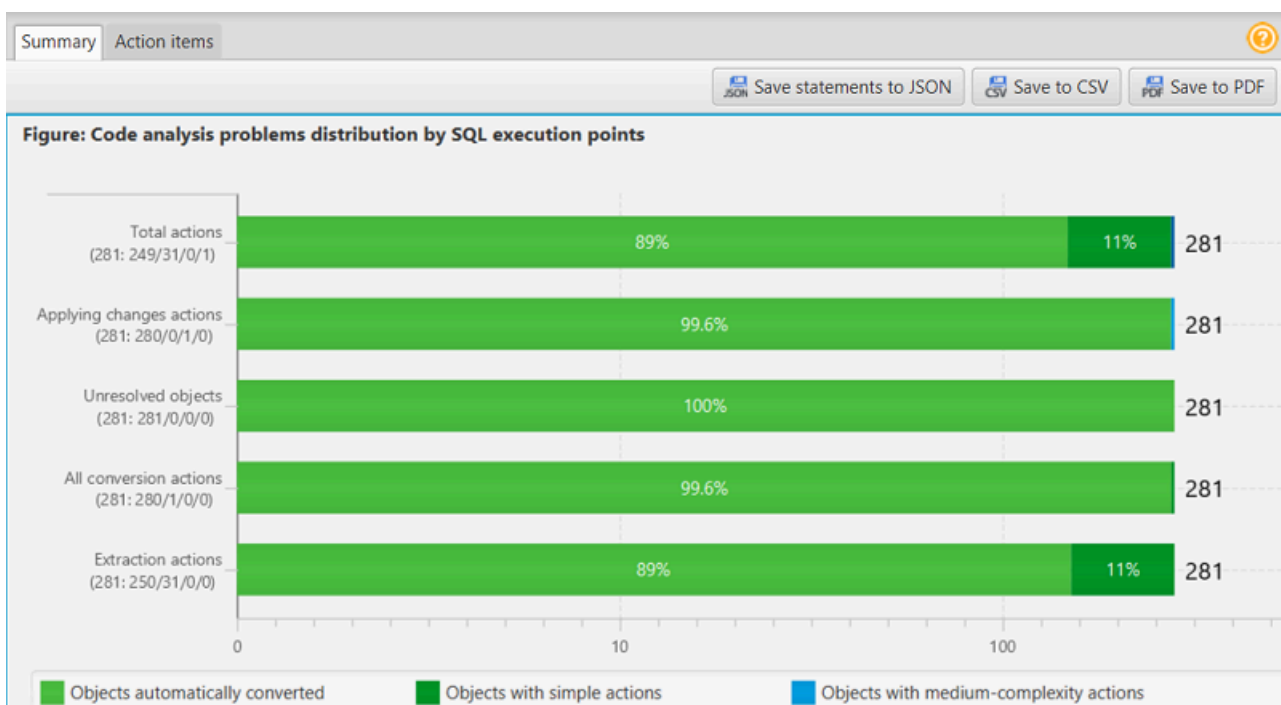 Summary Action items
JSON Save statements to JSON CSV Save to CSV PDF Save to PDF
Figure: Code analysis problems distribution by SQL execution points
Total actions
(281: 249/31/0/1)
89% 11% 281
Applying changes actions
(281: 280/0/1/0)
99.6% 281
Unresolved objects
(281: 281/0/0/0)
100% 281
All conversion actions
(281: 280/1/0/0)
99.6% 281
Extraction actions
(281: 250/31/0/0)
89% 11% 281
0 10 100
Objects automatically converted Objects with simple actions Objects with medium-complexity actions